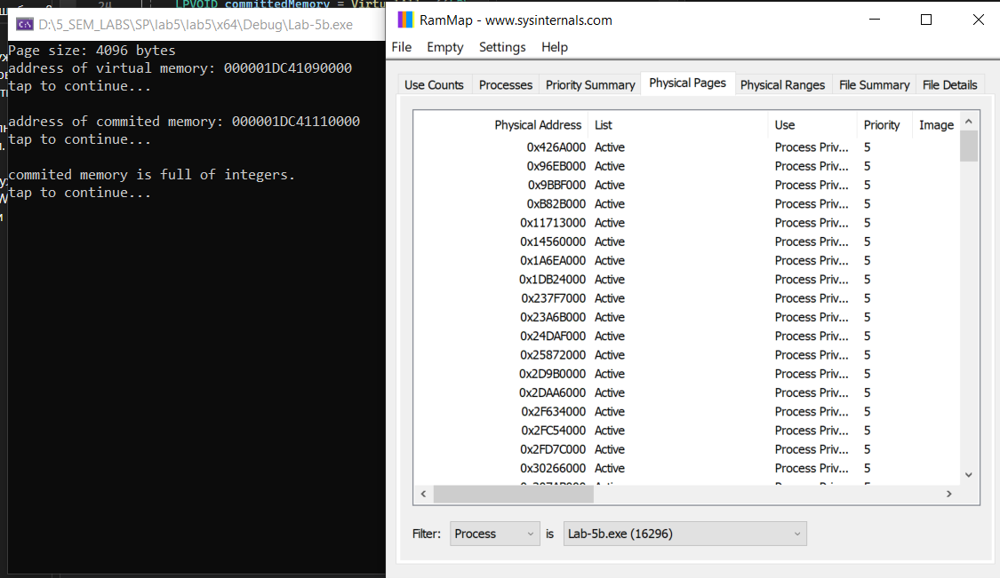 24
LPVOID committedMemory =
D:\5_SEM_LABS\SP\lab5\lab5\x64\Debug\Lab-5b.exe
Page size: 4096 bytes
address of virtual memory: 000001DC41090000
tap to continue...
address of commited memory: 000001DC41110000
tap to continue...
commited memory is full of integers.
tap to continue...
RamMap - www.sysinternals.com
File Empty Settings Help
Use Counts Processes Priority Summary Physical Pages Physical Ranges File Summary File Details
Physical Address List Use Priority Image
0x426A000 Active Process Priv... 5
0x96EB000 Active Process Priv... 5
0x9BBF000 Active Process Priv... 5
0xB82B000 Active Process Priv... 5
0x11713000 Active Process Priv... 5
0x14560000 Active Process Priv... 5
0x1A6EA000 Active Process Priv... 5
0x1DB24000 Active Process Priv... 5
0x237F7000 Active Process Priv... 5
0x23A6B000 Active Process Priv... 5
0x24DAF000 Active Process Priv... 5
0x25872000 Active Process Priv... 5
0x2D9B0000 Active Process Priv... 5
0x2DAA6000 Active Process Priv... 5
0x2F634000 Active Process Priv... 5
0x2FC54000 Active Process Priv... 5
0x2FD7C000 Active Process Priv... 5
0x30266000 Active Process Priv... 5
Filter: Process is Lab-5b.exe (16296)